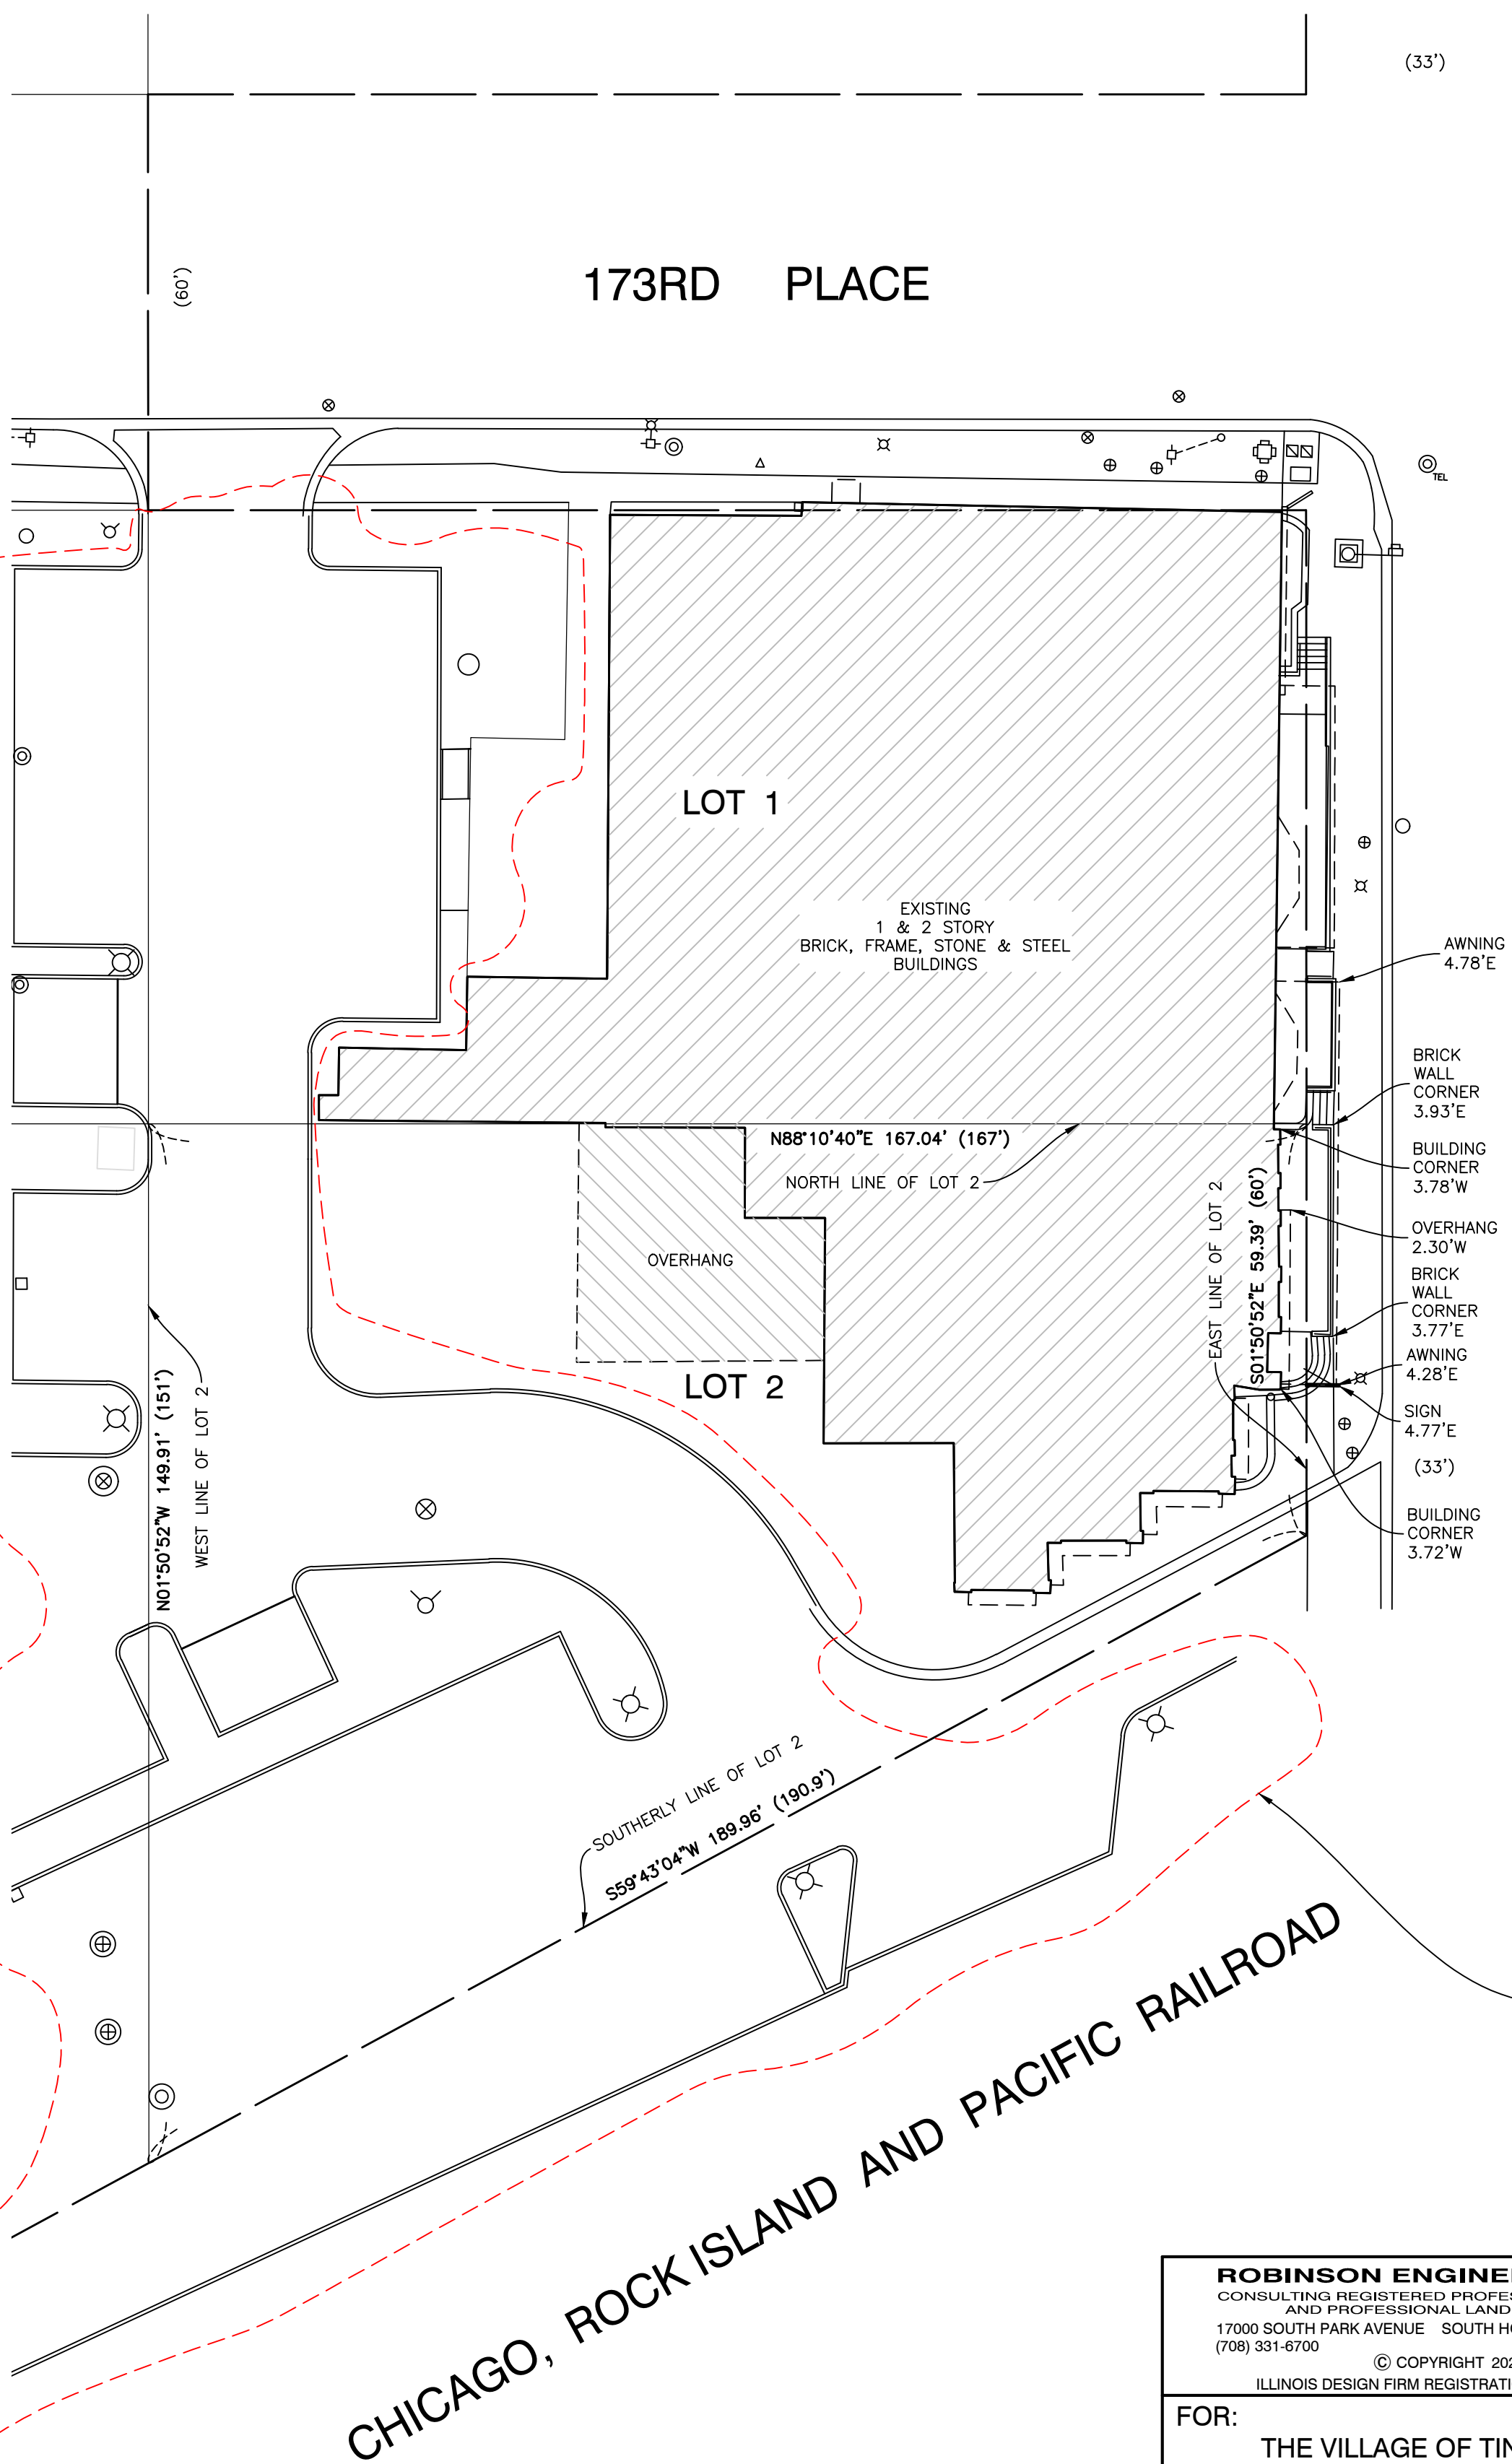 (33')
(60')
173RD PLACE
TEL
LOT 1
EXISTING
1 & 2 STORY
BRICK, FRAME, STONE & STEEL
BUILDINGS
AWNING
4.78'E
BRICK
WALL
CORNER
3.93'E
N88°10'40"E 167.04' (167')
NORTH LINE OF LOT 2
BUILDING
CORNER
3.78'W
OVERHANG
2.30'W
EAST LINE OF LOT 2
S01°50'52"E 59.39' (60')
OVERHANG
BRICK
WALL
CORNER
3.77'E
AWNING
4.28'E
LOT 2
SIGN
4.77'E
(33')
N01°50'52"W 149.91' (151')
WEST LINE OF LOT 2
BUILDING
CORNER
3.72'W
SOUTHERLY LINE OF LOT 2
S59°43'04"W 189.96' (190.9')
CHICAGO, ROCK ISLAND AND PACIFIC RAILROAD
ROBINSON
CONSULTING REGISTERED
AND PROFESSIONAL LAND
17000 SOUTH PARK AVENUE SOUTH
(708) 331-6700
© COPYRIGHT
ILLINOIS DESIGN FIRM
FOR:
THE VILLAGE OF